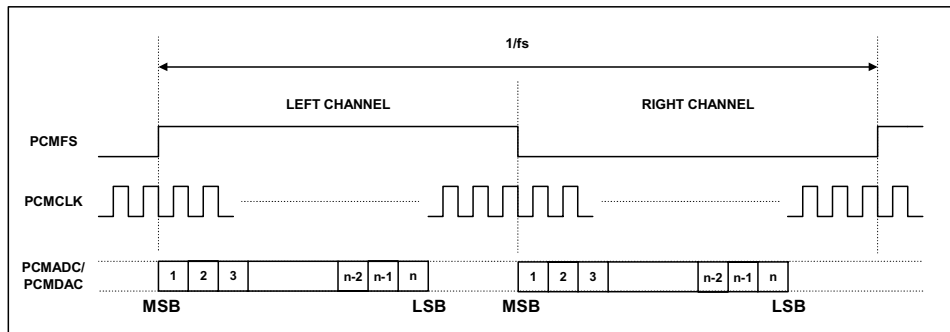 1/fs
LEFT CHANNEL RIGHT CHANNEL
PCMFS
PCMCLK
PCMADC/
PCMDAC
1 2 3 n-2 n-1 n 1 2 3 n-2 n-1 n
MSB LSB MSB LSB